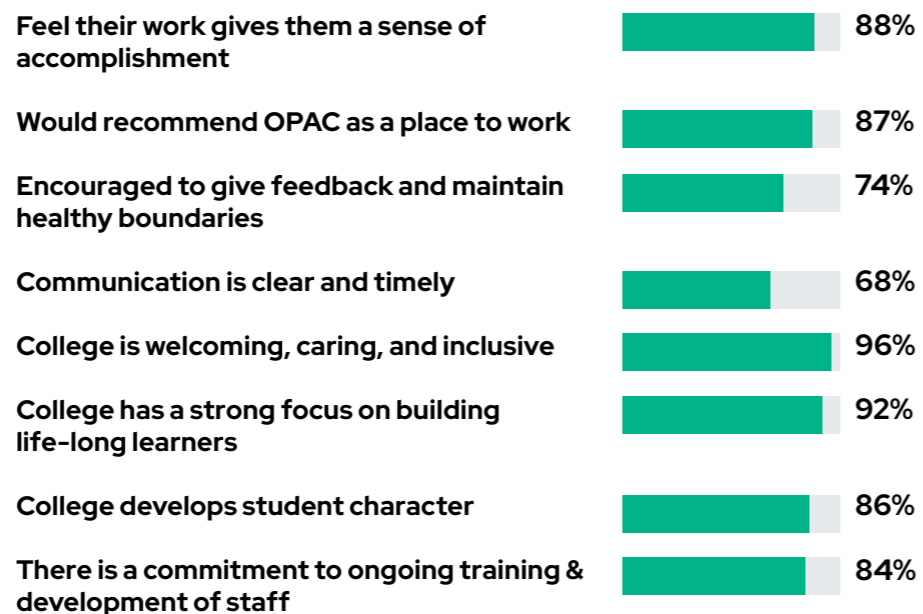 Feel their work gives them a sense of
accomplishment
88%
Would recommend OPAC as a place to work
87%
Encouraged to give feedback and maintain
healthy boundaries
74%
Communication is clear and timely
68%
College is welcoming, caring, and inclusive
96%
College has a strong focus on building
life-long learners
92%
College develops student character
86%
There is a commitment to ongoing training &
development of staff
84%